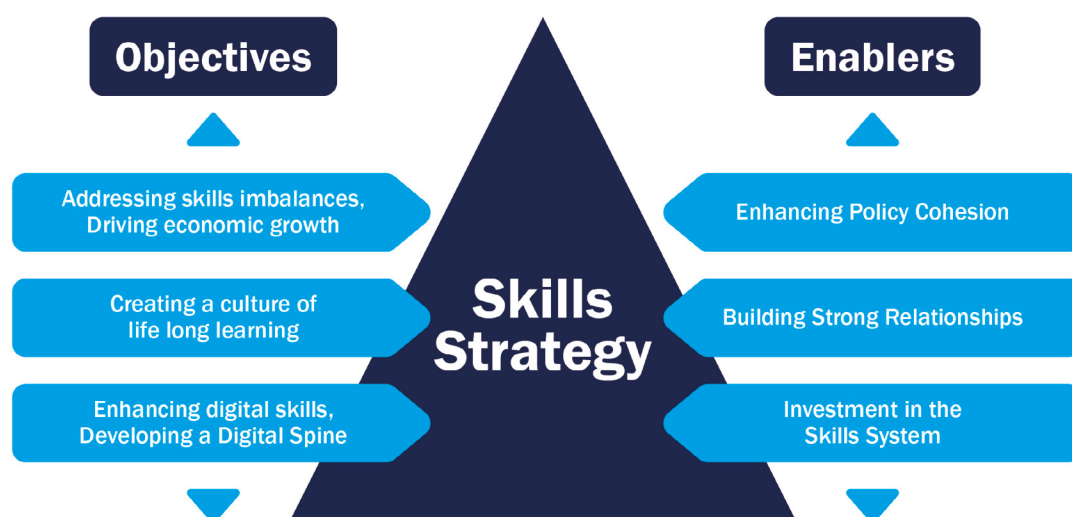 Objectives
Addressing skills imbalances,
Driving economic growth
Creating a culture of
life long learning
Enhancing digital skills,
Developing a Digital Spine
Skills
Strategy
Enablers
Enhancing Policy Cohesion
Building Strong Relationships
Investment in the
Skills System